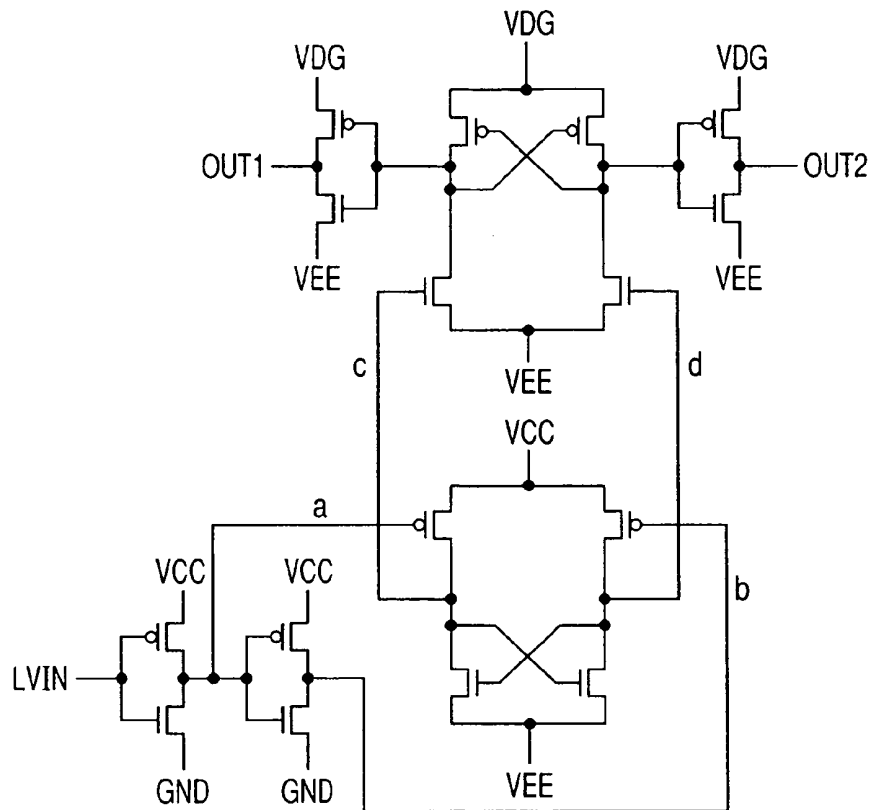 VDG
VDG
VDG
OUT1
OUT2
VEE
VEE
c
d
VEE
VCC
a
VCC
VCC
b
LVIN
GND
GND
VEE